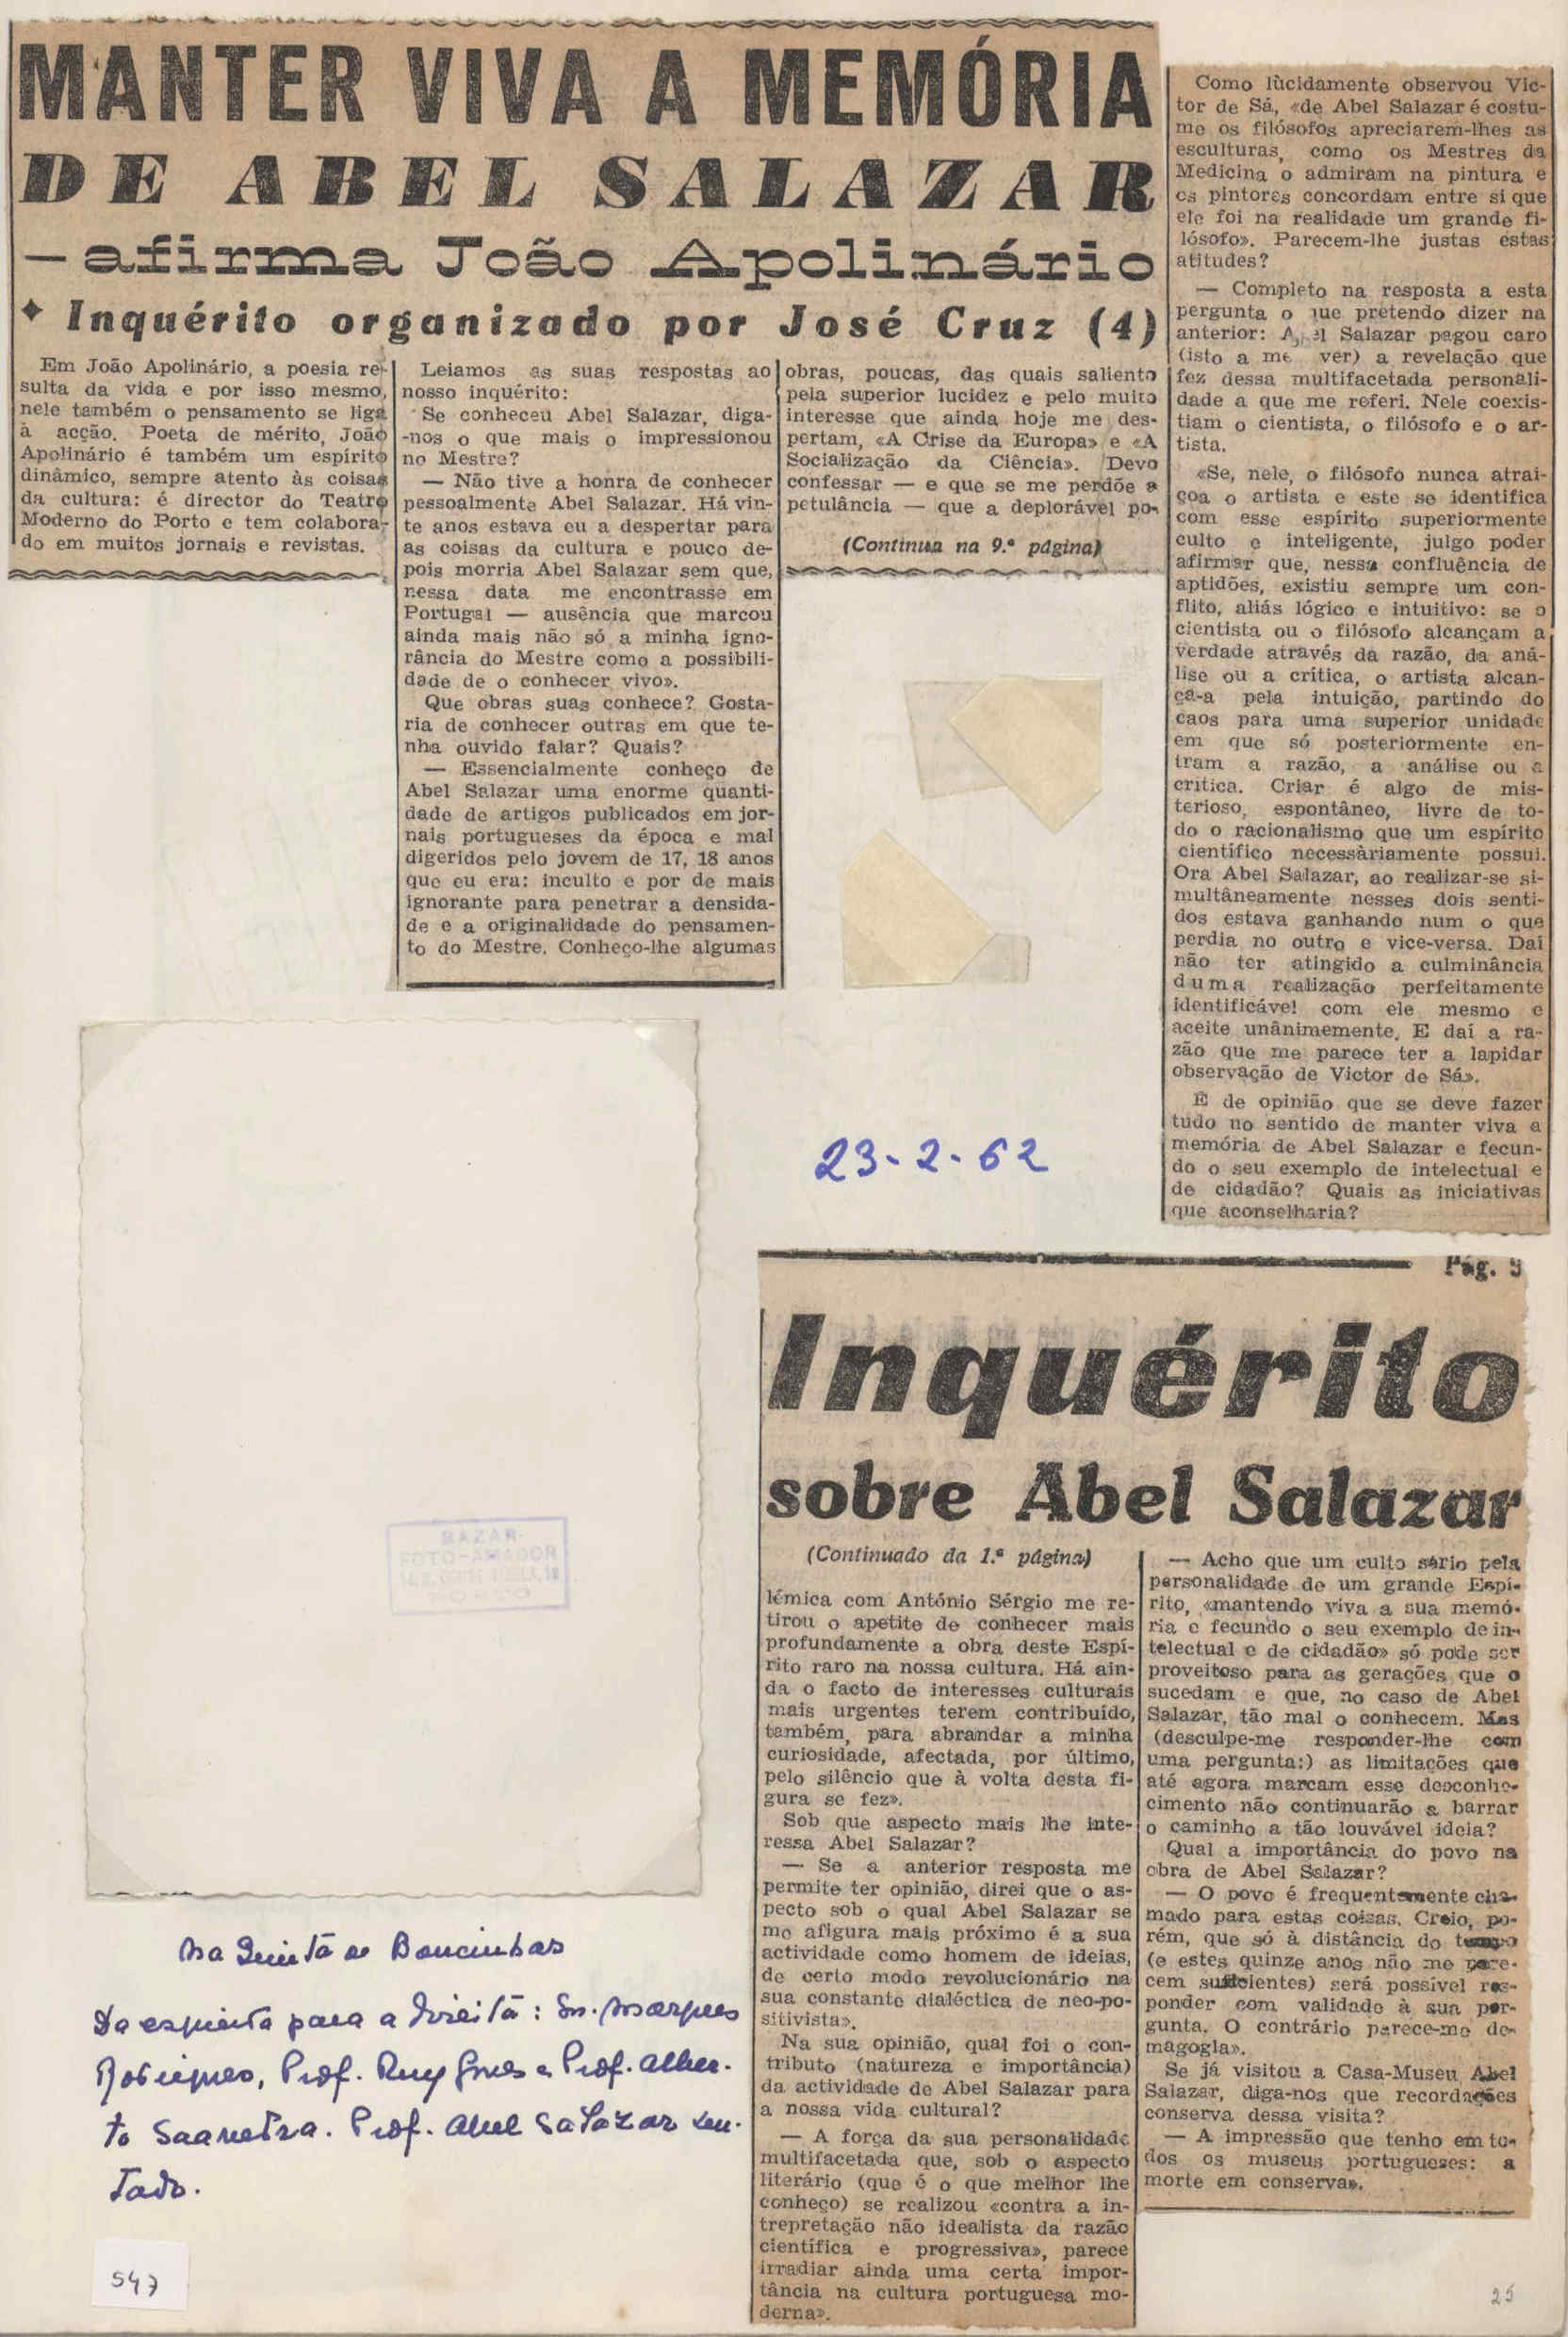 MANTER VIVA A MEMÓRIA
DE ABEL SALAZAR
— afirma João Apolinário
Inquérito organizado por José Cruz (4)
Em João Apolinário, a poesia re-
sulta da vida e por isso mesmo,
nele também o pensamento se liga
à acção. Poeta de mérito, João
Apolinário é também um espírito
dinâmico, sempre atento às coisas
da cultura: é director do Teatro
Moderno do Porto e tem colabora-
do em muitos jornais e revistas.
Leiamos as suas respostas ao
nosso inquérito:
Se conheceu Abel Salazar, diga-
-nos o que mais o impressionou
no Mestre?
— Não tive a honra de conhecer
pessoalmente Abel Salazar. Há vin-
te anos estava eu a despertar para
as coisas da cultura e pouco de-
pois morria Abel Salazar sem que,
nessa data me encontrasse em
Portugal — ausência que marcou
ainda mais não só a minha igno-
rância do Mestre como a possibili-
dade de o conhecer vivo».
Que obras suas conhece? Gosta-
ria de conhecer outras em que te-
nha ouvido falar? Quais?
— Essencialmente conheço de
Abel Salazar uma enorme quanti-
dade de artigos publicados em jor-
nais portugueses da época e mal
digeridos pelo jovem de 17, 18 anos
que eu era: inculto e por de mais
ignorante para penetrar a densida-
de e a originalidade do pensamen-
to do Mestre. Conheço-lhe algumas
obras, poucas, das quais saliento
pela superior lucidez e pelo muito
interesse que ainda hoje me des-
pertam, «A Crise da Europa» e «A
Socialização da Ciência». Devo
confessar — e que se me perdõe a
petulância — que a deplorável po-
(Continua na 9.ª página)
Como lùcidamente observou Vic-
tor de Sá, «de Abel Salazar é costu-
me os filósofos apreciarem-lhes as
esculturas, como os Mestres da
Medicina o admiram na pintura e
os pintores concordam entre si que
ele foi na realidade um grande fi-
lósofo». Parecem-lhe justas estas
atitudes?
— Completo na resposta a esta
pergunta o que pretendo dizer na
anterior: Abel Salazar pagou caro
(isto a meu ver) a revelação que
fez dessa multifacetada personali-
dade a que me referi. Nele coexis-
tiam o cientista, o filósofo e o ar-
tista.
«Se, nele, o filósofo nunca atrai-
çoa o artista e este se identifica
com esse espírito superiormente
culto e inteligente, julgo poder
afirmar que, nessa confluência de
aptidões, existiu sempre um con-
flito, aliás lógico e intuitivo: se o
cientista ou o filósofo alcançam a
verdade através da razão, da aná-
lise ou a crítica, o artista alcan-
ça-a pela intuição, partindo do
caos para uma superior unidade
em que só posteriormente en-
tram a razão, a análise ou a
crítica. Criar é algo de mis-
terioso, espontâneo, livre de to-
do o racionalismo que um espírito
científico necessàriamente possui.
Ora Abel Salazar, ao realizar-se si-
multâneamente nesses dois senti-
dos estava ganhando num o que
perdia no outro e vice-versa. Daí
não ter atingido a culminância
duma realização perfeitamente
identificável com ele mesmo e
aceite unânimemente. E daí a ra-
zão que me parece ter a lapidar
observação de Victor de Sá».
É de opinião que se deve fazer
tudo no sentido de manter viva a
memória de Abel Salazar e fecun-
do o seu exemplo de intelectual e
de cidadão? Quais as iniciativas
que aconselharia?
23-2-62
Pág. 9
Inquérito
sobre Abel Salazar
(Continuado da 1.ª página)
lémica com António Sérgio me re-
tirou o apetite de conhecer mais
profundamente a obra deste Espí-
rito raro na nossa cultura. Há ain-
da o facto de interesses culturais
mais urgentes terem contribuído,
também, para abrandar a minha
curiosidade, afectada, por último,
pelo silêncio que à volta desta fi-
gura se fez».
Sob que aspecto mais lhe inte-
ressa Abel Salazar?
— Se a anterior resposta me
permite ter opinião, direi que o as-
pecto sob o qual Abel Salazar se
me afigura mais próximo é a sua
actividade como homem de ideias,
de certo modo revolucionário na
sua constante dialéctica de neo-po-
sitivista».
Na sua opinião, qual foi o con-
tributo (natureza e importância)
da actividade de Abel Salazar para
a nossa vida cultural?
— A força da sua personalidade
multifacetada que, sob o aspecto
literário (que é o que melhor lhe
conheço) se realizou «contra a in-
trepretação não idealista da razão
científica e progressiva», parece
irradiar ainda uma certa impor-
tância na cultura portuguesa mo-
derna».
— Acho que um culto sério pela
personalidade de um grande Espí-
rito, «mantendo viva a sua memó-
ria e fecundo o seu exemplo de in-
telectual e de cidadão» só pode ser
proveitoso para as gerações que o
sucedam e que, no caso de Abel
Salazar, tão mal o conhecem. Mas
(desculpe-me responder-lhe com
uma pergunta:) as limitações que
até agora marcam esse desconhe-
cimento não continuarão a barrar
o caminho a tão louvável ideia?
Qual a importância do povo na
obra de Abel Salazar?
— O povo é frequentemente cha-
mado para estas coisas. Creio, po-
rém, que só à distância do tempo
(e estes quinze anos não me pare-
cem suficientes) será possível res-
ponder com validade à sua per-
gunta. O contrário parece-me de-
magogia».
Se já visitou a Casa-Museu Abel
Salazar, diga-nos que recordações
conserva dessa visita?
— A impressão que tenho em to-
dos os museus portugueses: a
morte em conserva».
BAZAR
FOTO-AMADOR
Na Quinta de Boucinhas
Da esquerda para a direita: Sr. Marques
Rodrigues, Prof. Ruy Gomes e Prof. Alber-
to Saavedra. Prof. Abel Salazar sen-
tado.
547
25